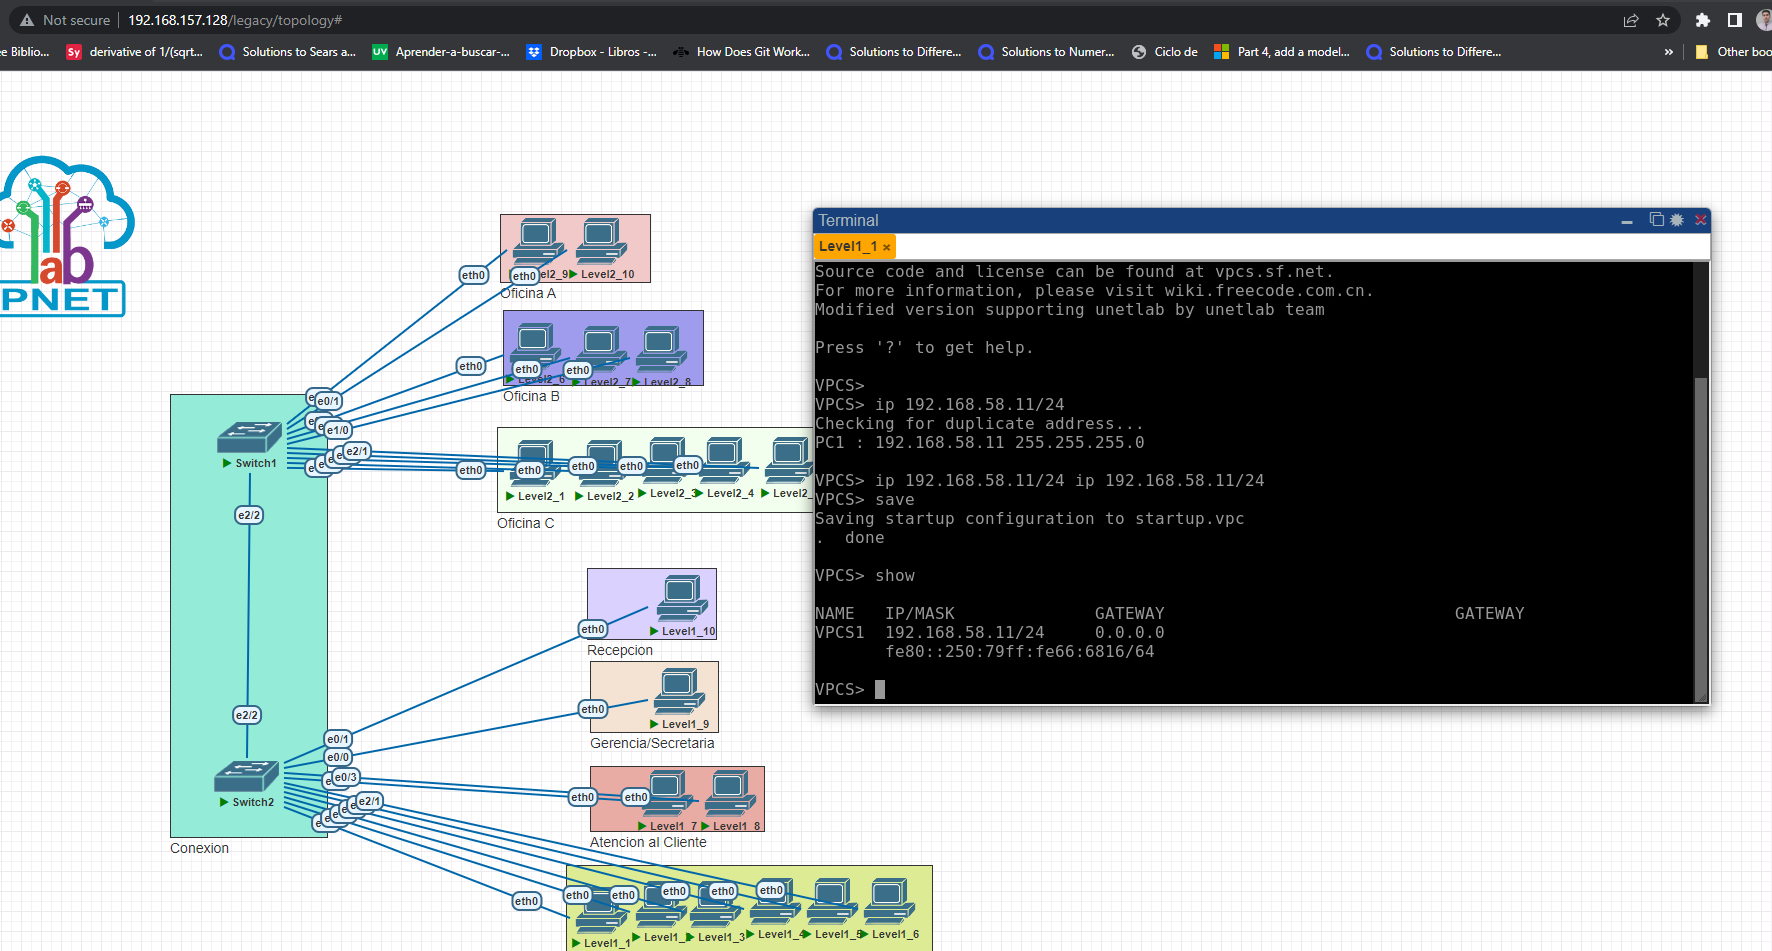 Not secure | 192.168.157.128/legacy/topology#
ee Biblio...
Sy derivative of 1/(sqrt...
Solutions to Sears a...
UV Aprender-a-buscar-...
Dropbox - Libros -...
How Does Git Work...
Solutions to Differe...
Solutions to Numer...
Ciclo de
Part 4, add a model...
Solutions to Differe...
»
Other boo
lab
PNET
eth0
eth0
Level2_10
Oficina A
eth0
eth0
eth0
Level2_6
Level2_7
Level2_8
Oficina B
e0/1
e1/0
e2/1
Switch1
eth0
eth0
eth0
eth0
eth0
Level2_1
Level2_2
Level2_3
Level2_4
Level2_
Oficina C
e2/2
e2/2
eth0
Level1_10
Recepcion
eth0
Level1_9
Gerencia/Secretaria
e0/1
e0/0
e0/3
e2/1
Switch2
Conexion
eth0
eth0
Level1_7
Level1_8
Atencion al Cliente
eth0
eth0
eth0
eth0
eth0
eth0
Level1_1
Level1_2
Level1_3
Level1_4
Level1_5
Level1_6
Terminal
Level1_1 ×
Source code and license can be found at vpcs.sf.net.
For more information, please visit wiki.freecode.com.cn.
Modified version supporting unetlab by unetlab team
Press '?' to get help.
VPCS>
VPCS> ip 192.168.58.11/24
Checking for duplicate address...
PC1 : 192.168.58.11 255.255.255.0
VPCS> ip 192.168.58.11/24 ip 192.168.58.11/24
VPCS> save
Saving startup configuration to startup.vpc
.  done
VPCS> show
NAME   IP/MASK              GATEWAY                             GATEWAY
VPCS1  192.168.58.11/24     0.0.0.0
fe80::250:79ff:fe66:6816/64
VPCS>